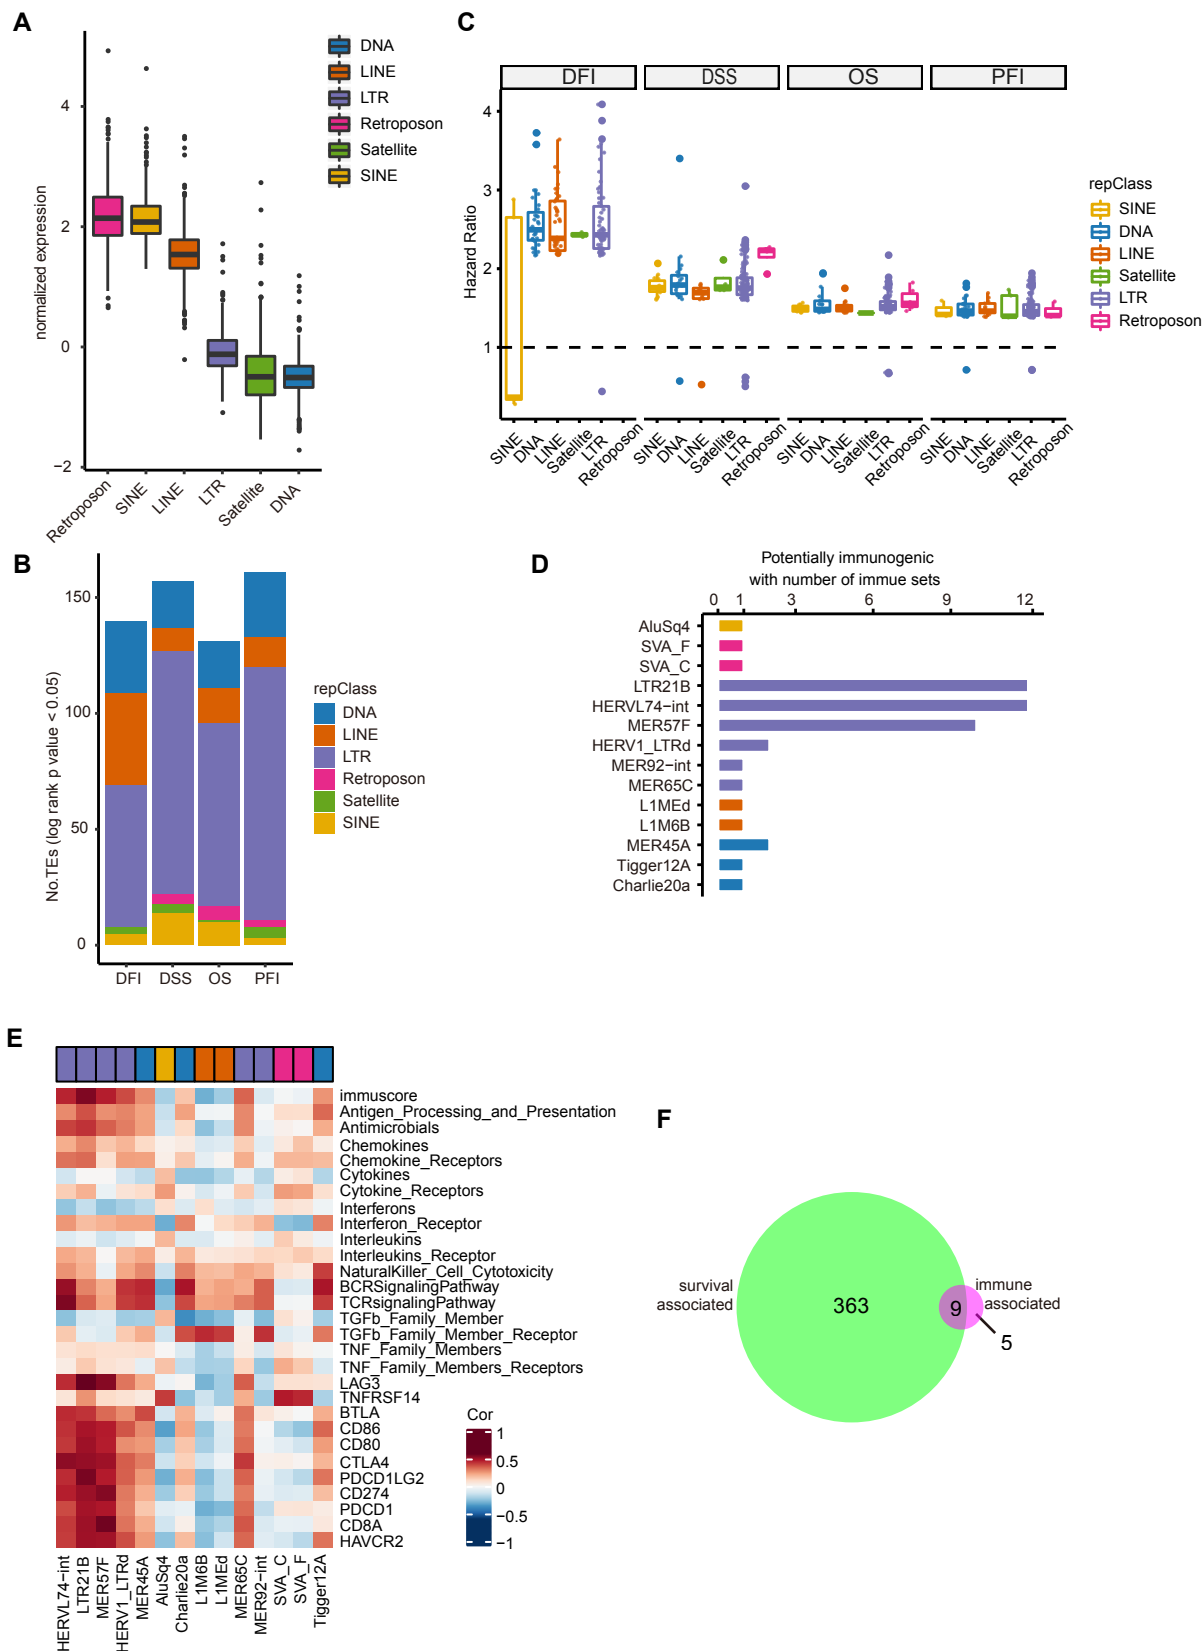 A
normalized expression
4
2
0
−2
Retroposon
SINE
LINE
LTR
Satellite
DNA
DNA
LINE
LTR
Retroposon
Satellite
SINE
C
DFI
DSS
OS
PFI
Hazard Ratio
4
3
2
1
SINE
DNA
LINE
Satellite
LTR
Retroposon
SINE
DNA
LINE
Satellite
LTR
Retroposon
SINE
DNA
LINE
Satellite
LTR
Retroposon
SINE
DNA
LINE
Satellite
LTR
Retroposon
repClass
SINE
DNA
LINE
Satellite
LTR
Retroposon
B
No.TEs (log rank p value < 0.05)
150
100
50
0
DFI
DSS
OS
PFI
repClass
DNA
LINE
LTR
Retroposon
Satellite
SINE
D
Potentially immunogenic
with number of immue sets
0 1 3 6 9 12
AluSq4
SVA_F
SVA_C
LTR21B
HERVL74−int
MER57F
HERV1_LTRd
MER92−int
MER65C
L1MEd
L1M6B
MER45A
Tigger12A
Charlie20a
E
immuscore
Antigen_Processing_and_Presentation
Antimicrobials
Chemokines
Chemokine_Receptors
Cytokines
Cytokine_Receptors
Interferons
Interferon_Receptor
Interleukins
Interleukins_Receptor
NaturalKiller_Cell_Cytotoxicity
BCRSignalingPathway
TCRsignalingPathway
TGFb_Family_Member
TGFb_Family_Member_Receptor
TNF_Family_Members
TNF_Family_Members_Receptors
LAG3
TNFRSF14
BTLA
CD86
CD80
CTLA4
PDCD1LG2
CD274
PDCD1
CD8A
HAVCR2
HERVL74−int
LTR21B
MER57F
HERV1_LTRd
MER45A
AluSq4
Charlie20a
L1M6B
L1MEd
MER65C
MER92−int
SVA_C
SVA_F
Tigger12A
Cor
1
0.5
0
−0.5
−1
F
survival
associated
363
9
immune
associated
5